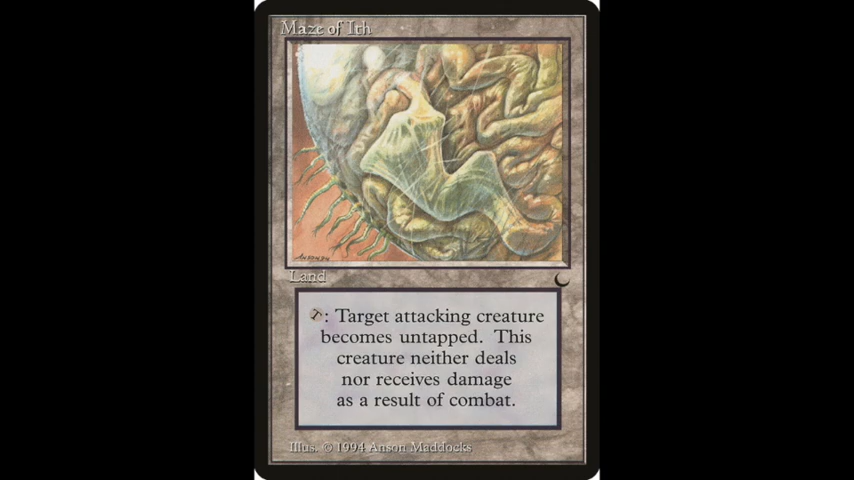 Maze of Ith
Land
T: Target attacking creature
becomes untapped. This
creature neither deals
nor receives damage
as a result of combat.
Illus. © 1994 Anson Maddocks